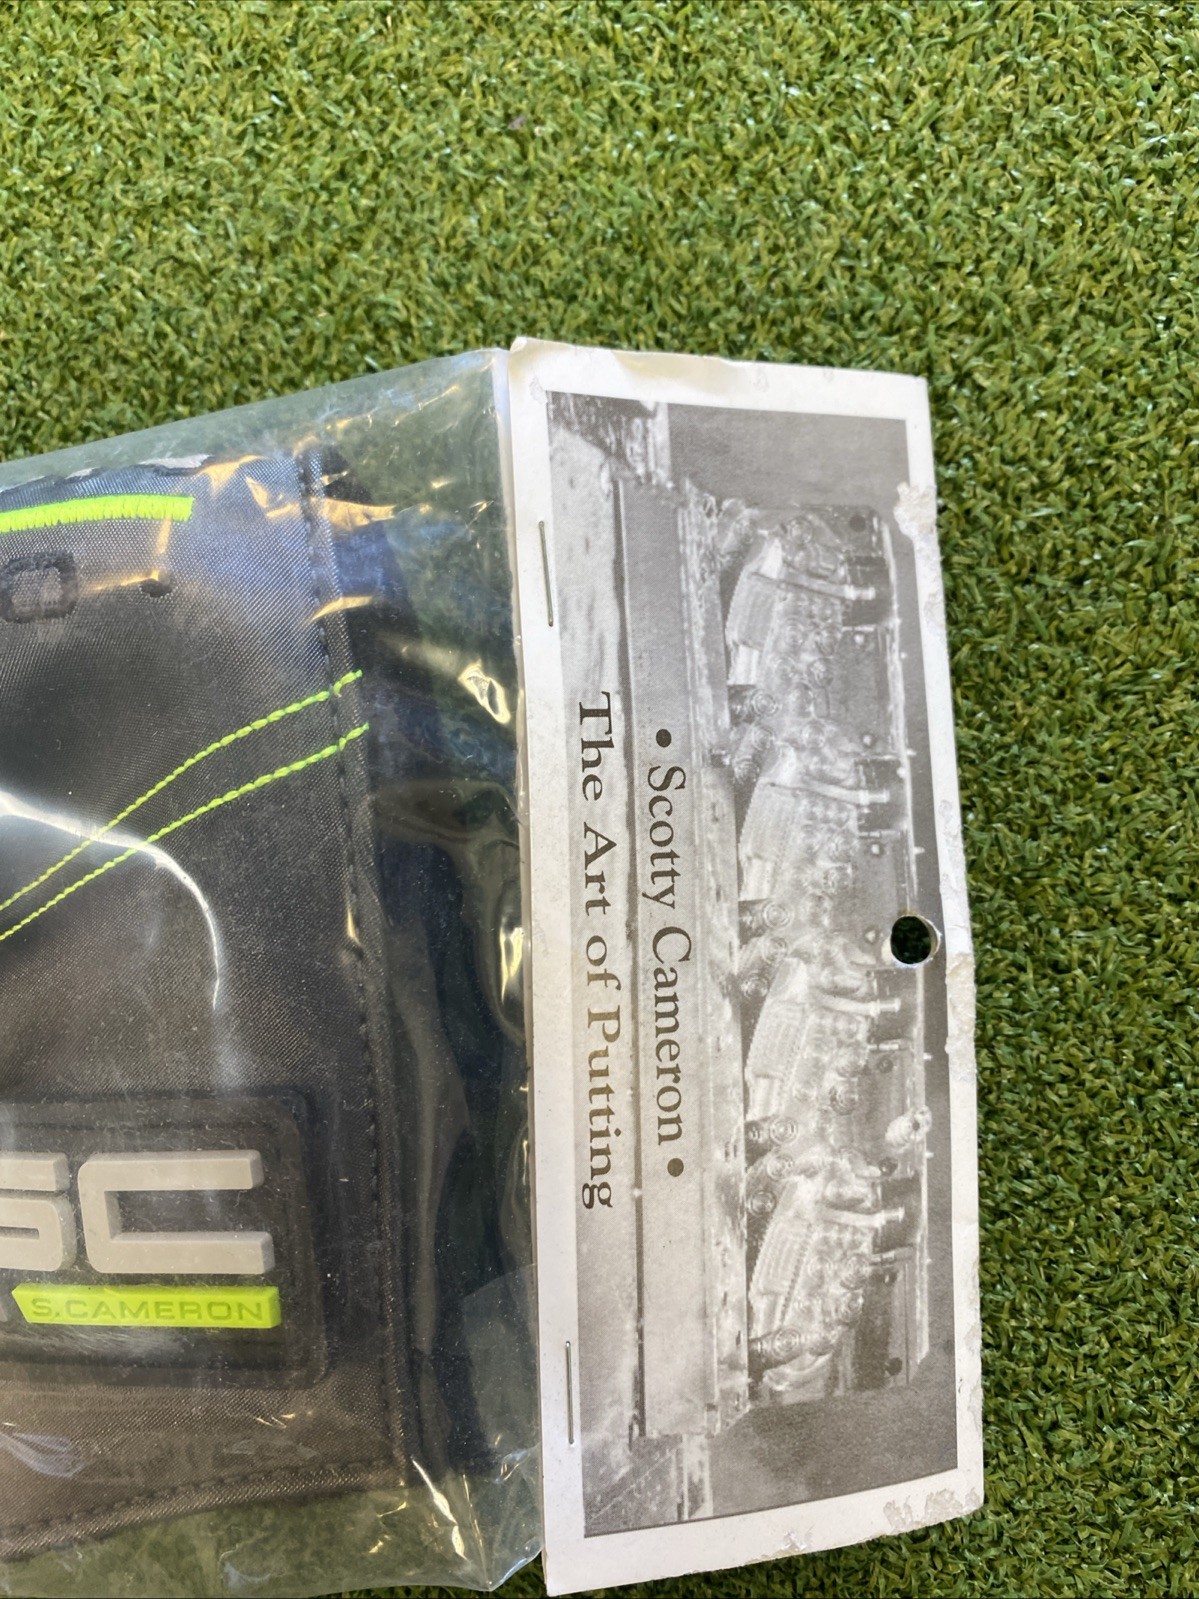 • Scotty Cameron •
The Art of Putting
SC
S.CAMERON